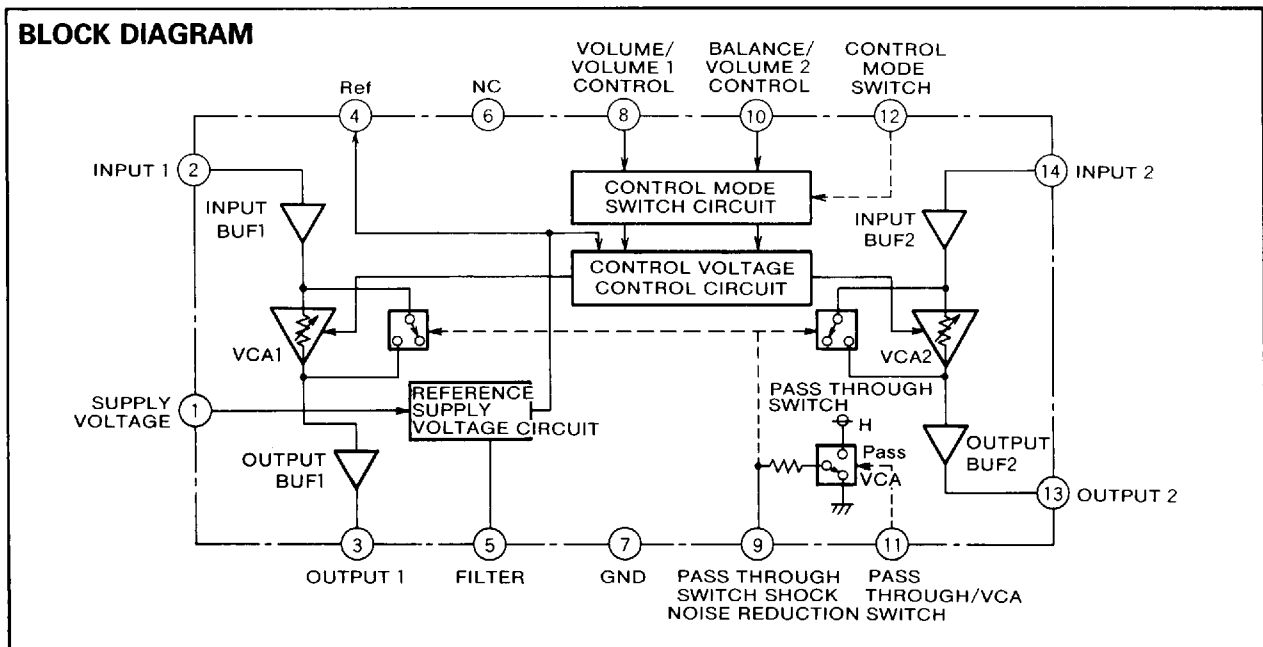 BLOCK DIAGRAM
VOLUME/
VOLUME 1
CONTROL
BALANCE/
VOLUME 2
CONTROL
CONTROL
MODE
SWITCH
Ref
NC
4
6
8
10
12
INPUT 1
2
14
INPUT 2
INPUT
BUF1
CONTROL MODE
SWITCH CIRCUIT
INPUT
BUF2
CONTROL VOLTAGE
CONTROL CIRCUIT
VCA1
VCA2
SUPPLY
VOLTAGE
1
REFERENCE
SUPPLY
VOLTAGE CIRCUIT
PASS THROUGH
SWITCH
H
Pass
VCA
OUTPUT
BUF1
OUTPUT
BUF2
13
OUTPUT 2
3
5
7
9
11
OUTPUT 1
FILTER
GND
PASS THROUGH
SWITCH SHOCK
NOISE REDUCTION
PASS
THROUGH/VCA
SWITCH